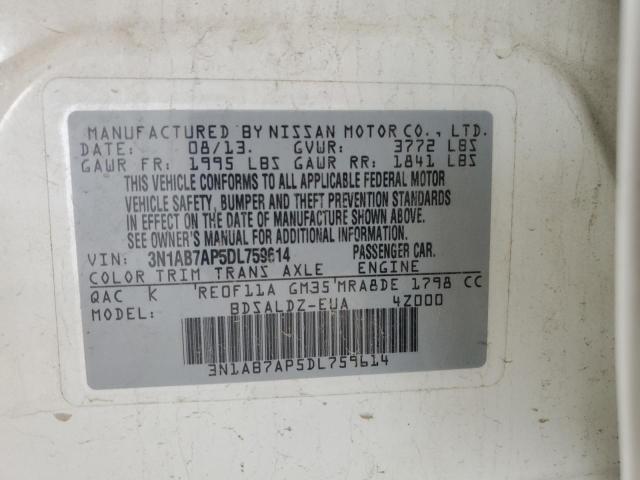 MANUFACTURED BY NISSAN MOTOR CO., LTD.
DATE: 08/13. GVWR: 3772 LBS
GAWR FR: 1995 LBS GAWR RR: 1841 LBS
THIS VEHICLE CONFORMS TO ALL APPLICABLE FEDERAL MOTOR
VEHICLE SAFETY, BUMPER AND THEFT PREVENTION STANDARDS
IN EFFECT ON THE DATE OF MANUFACTURE SHOWN ABOVE.
SEE OWNER'S MANUAL FOR ADDITIONAL INFORMATION.
VIN: 3N1AB7AP5DL759614 PASSENGER CAR.
COLOR TRIM TRANS AXLE ENGINE
QAC K RE0F11A GM35 MRA8DE 1798 CC
MODEL: BDSALDZ-EUA 4Z000
3N1AB7AP5DL759614